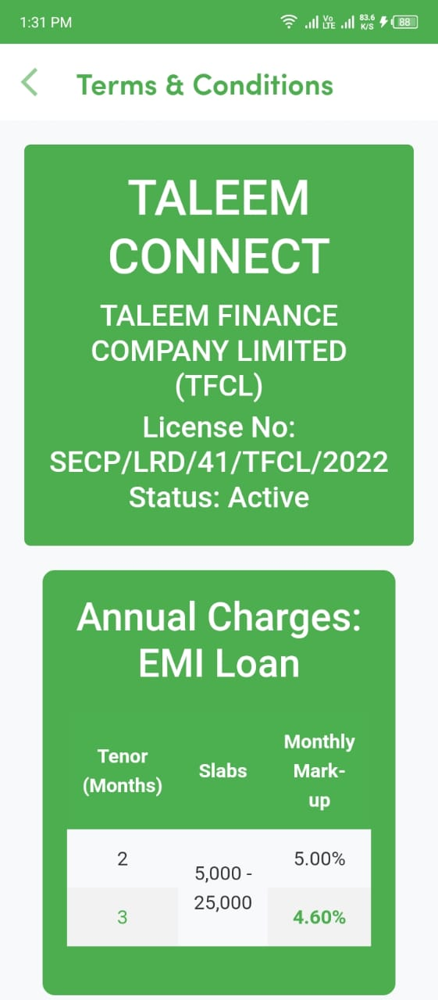 1:31 PM
Vo LTE
83.6 K/S
88
Terms & Conditions
TALEEM
CONNECT
TALEEM FINANCE
COMPANY LIMITED
(TFCL)
License No:
SECP/LRD/41/TFCL/2022
Status: Active
Annual Charges:
EMI Loan
Tenor
(Months)
Slabs
Monthly
Mark-
up
2
5,000 -
25,000
5.00%
3
4.60%